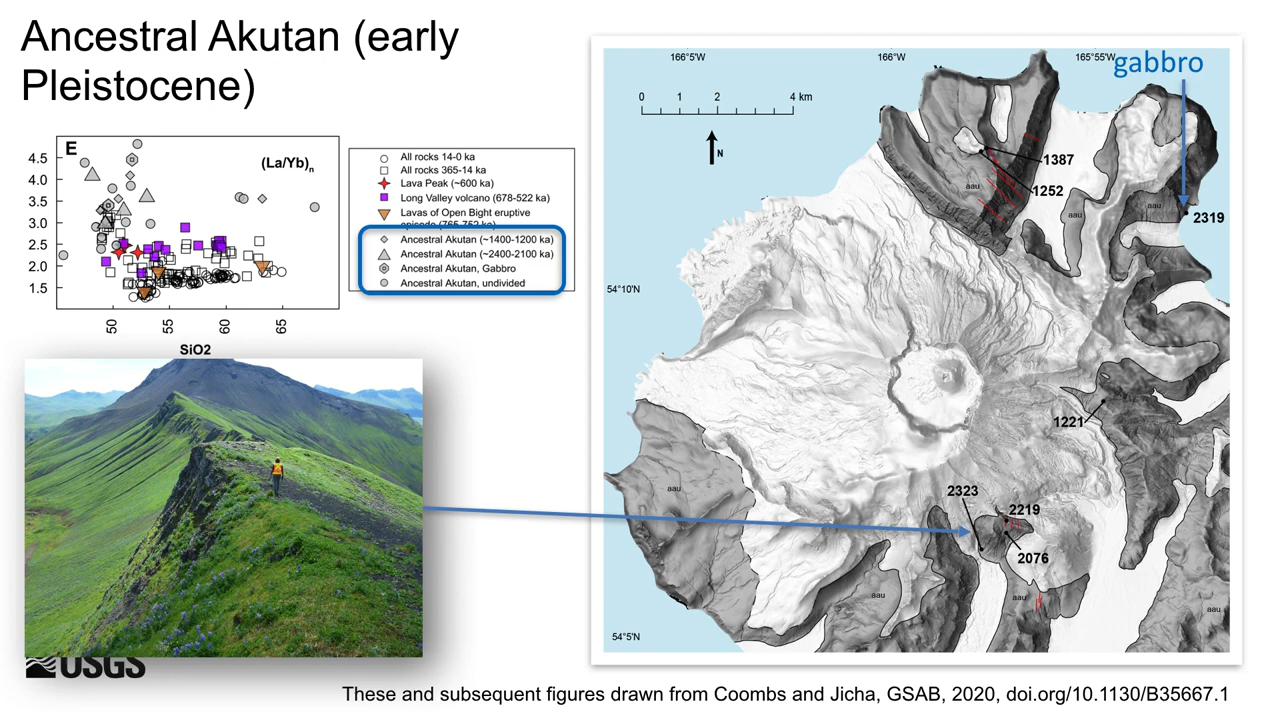 Ancestral Akutan (early
Pleistocene)
E
(La/Yb)n
4.5
4.0
3.5
3.0
2.5
2.0
1.5
50
55
60
65
SiO2
All rocks 14-0 ka
All rocks 365-14 ka
Lava Peak (~600 ka)
Long Valley volcano (678-522 ka)
Lavas of Open Bight eruptive
episode (765-752 ka)
Ancestral Akutan (~1400-1200 ka)
Ancestral Akutan (~2400-2100 ka)
Ancestral Akutan, Gabbro
Ancestral Akutan, undivided
166°5'W
166°W
165°55'W
gabbro
0 1 2 4 km
N
1387
1252
aau
aau
aau
2319
54°10'N
1221
aau
2323
2219
2076
aau
aau
aau
54°5'N
USGS
These and subsequent figures drawn from Coombs and Jicha, GSAB, 2020, doi.org/10.1130/B35667.1